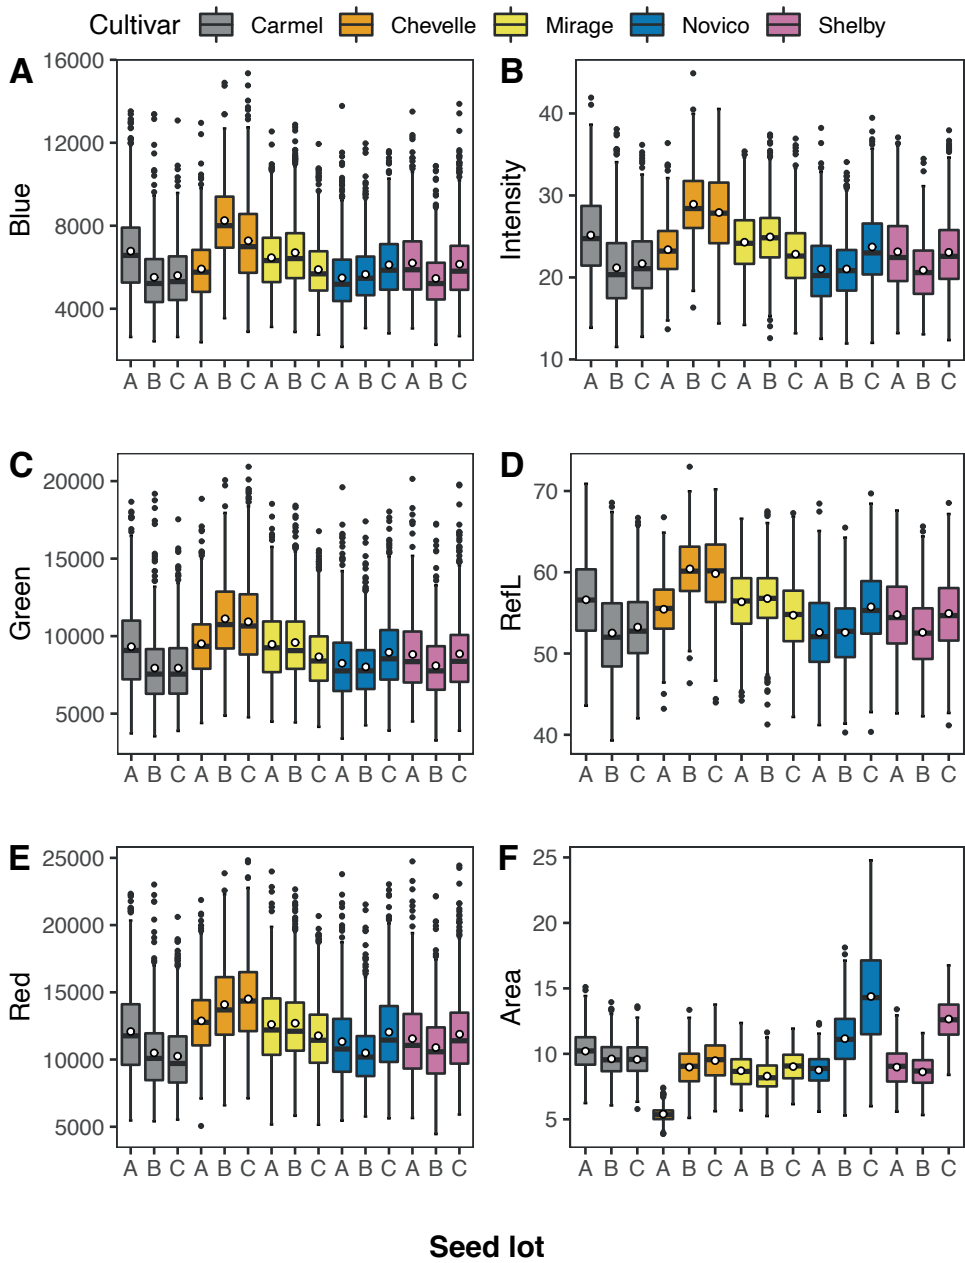 Cultivar Carmel Chevelle Mirage Novico Shelby
A
Blue
16000
12000
8000
4000
A B C A B C A B C A B C A B C
B
Intensity
40
30
20
10
A B C A B C A B C A B C A B C
C
Green
20000
15000
10000
5000
A B C A B C A B C A B C A B C
D
RefL
70
60
50
40
A B C A B C A B C A B C A B C
E
Red
25000
20000
15000
10000
5000
A B C A B C A B C A B C A B C
F
Area
25
20
15
10
5
A B C A B C A B C A B C A B C
Seed lot